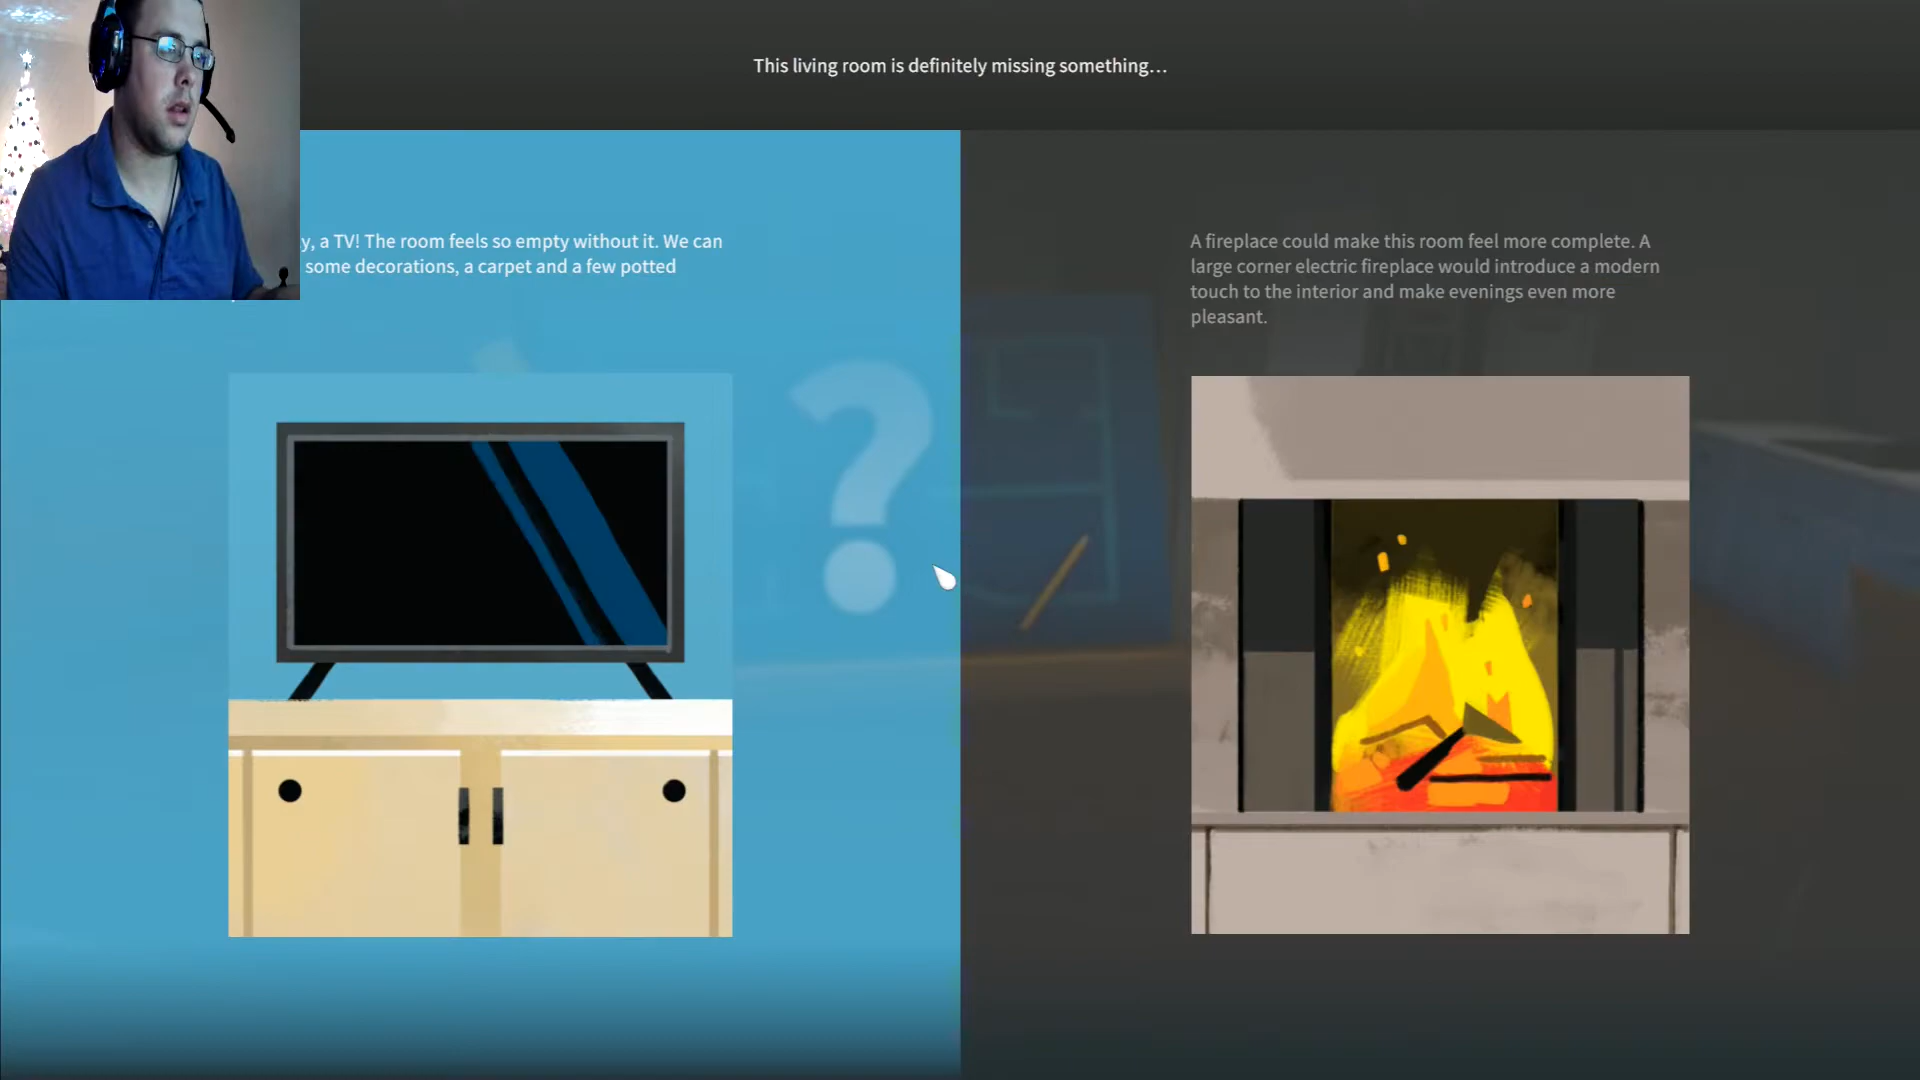 This living room is definitely missing something...
y, a TV! The room feels so empty without it. We can
some decorations, a carpet and a few potted
A fireplace could make this room feel more complete. A
large corner electric fireplace would introduce a modern
touch to the interior and make evenings even more
pleasant.
?